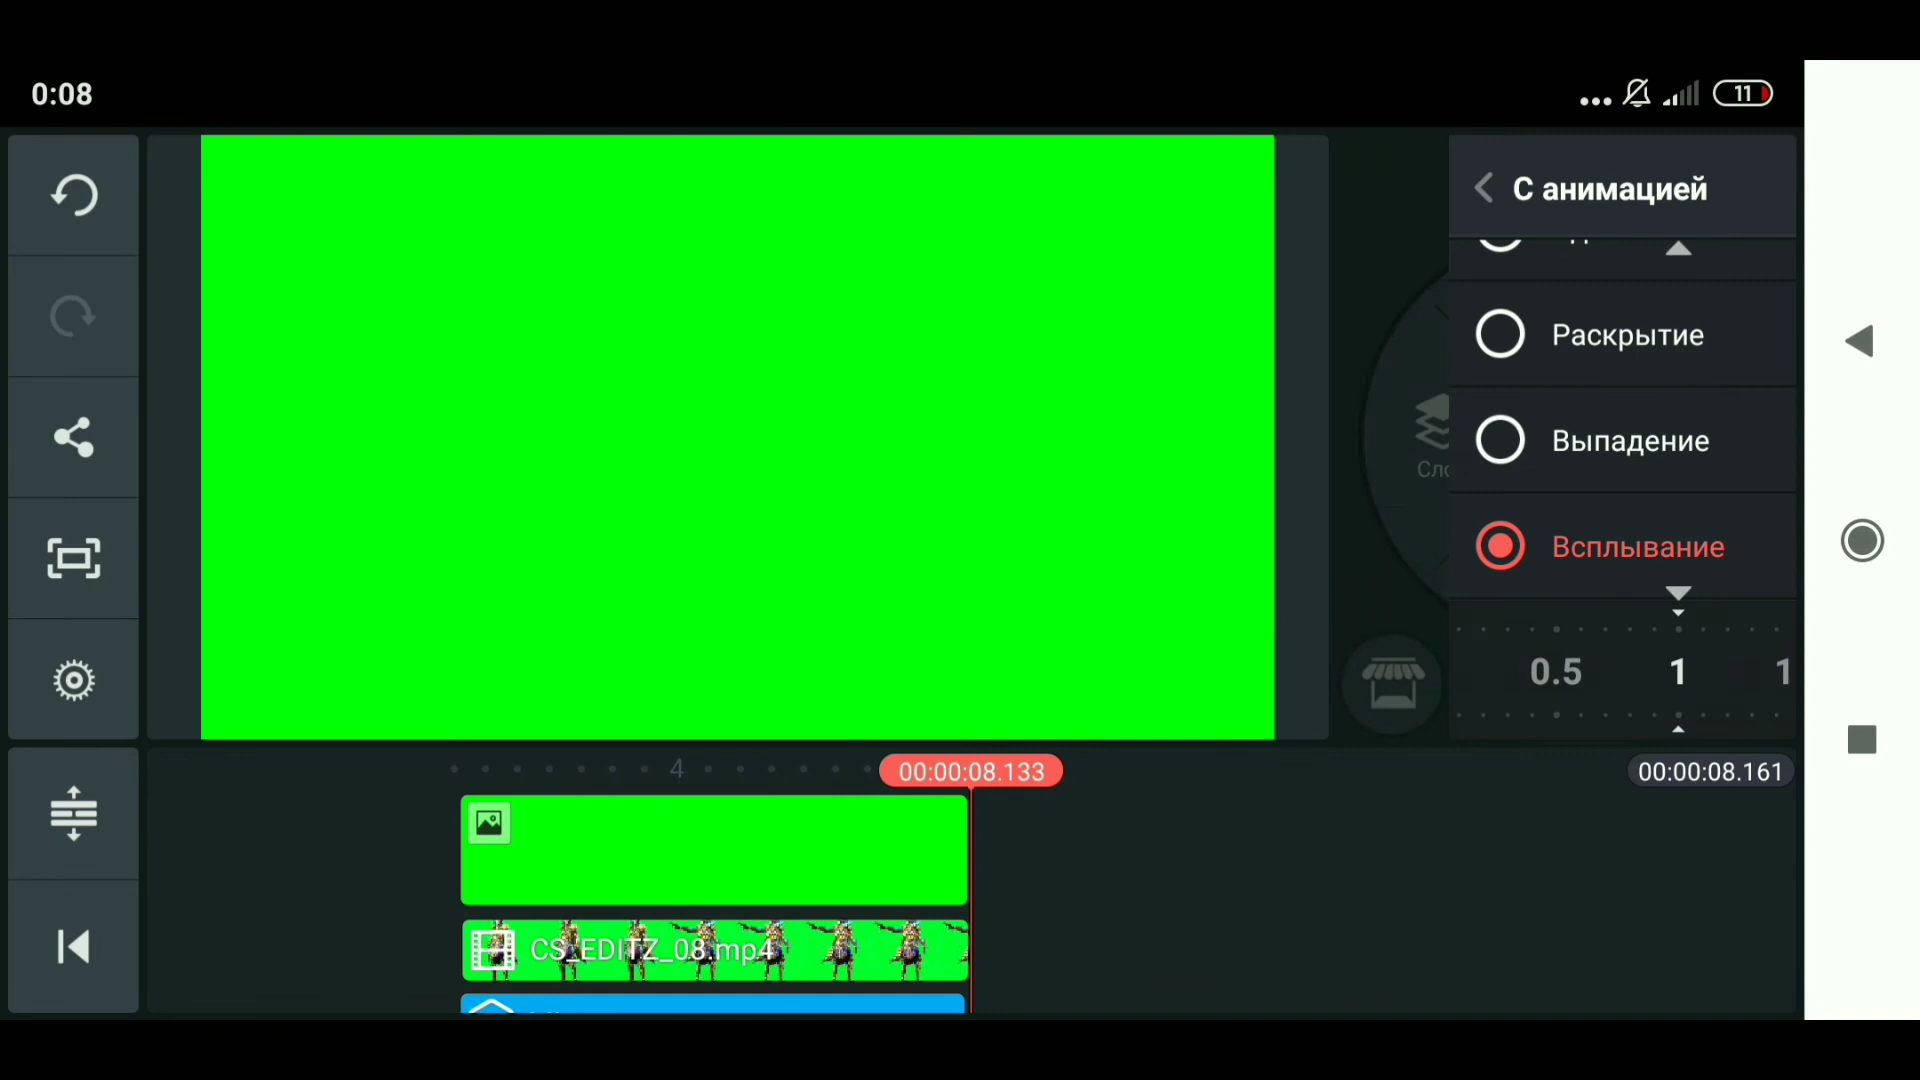 0:08
11
С анимацией
Раскрытие
Выпадение
Всплывание
0.5 1 1
4
00:00:08.133
00:00:08.161
CS_EDITZ_08.mp4